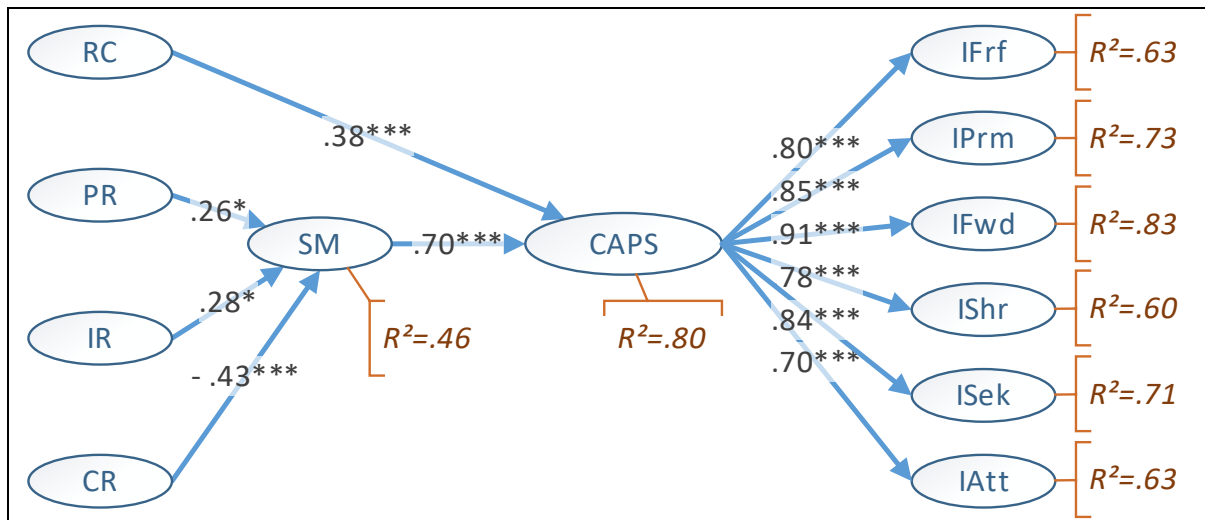 RC
PR
IR
CR
.38***
.26*
.28*
- .43***
SM
R²=.46
.70***
CAPS
R²=.80
.80***
.85***
.91***
78***
.84***
.70***
IFrf
R²=.63
IPrm
R²=.73
IFwd
R²=.83
IShr
R²=.60
ISek
R²=.71
IAtt
R²=.63